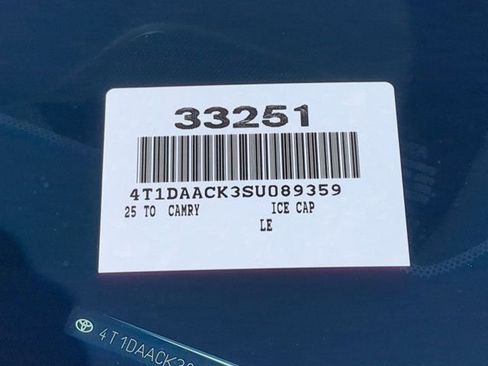 33251
4T1DAACK3SU089359
25 TO CAMRY ICE CAP
LE